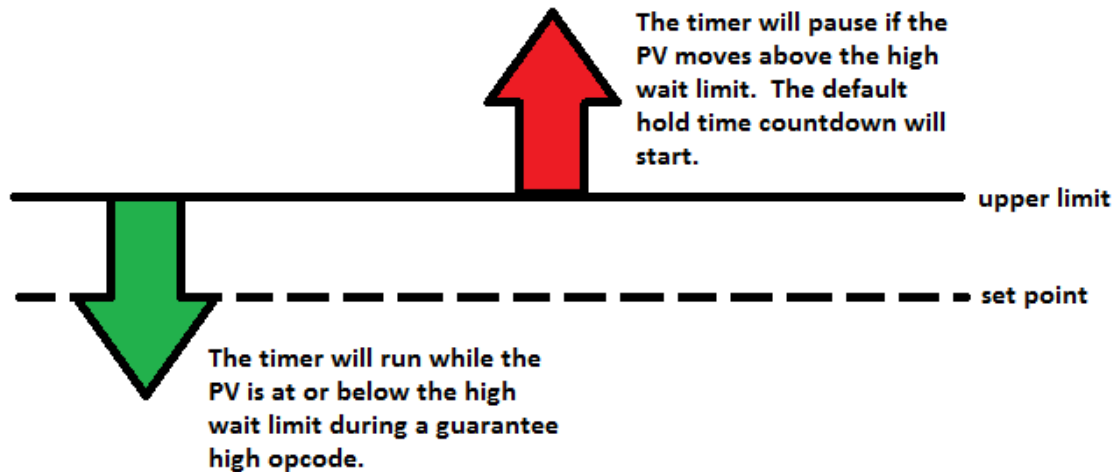 The timer will pause if the
PV moves above the high
wait limit.  The default
hold time countdown will
start.
upper limit
set point
The timer will run while the
PV is at or below the high
wait limit during a guarantee
high opcode.